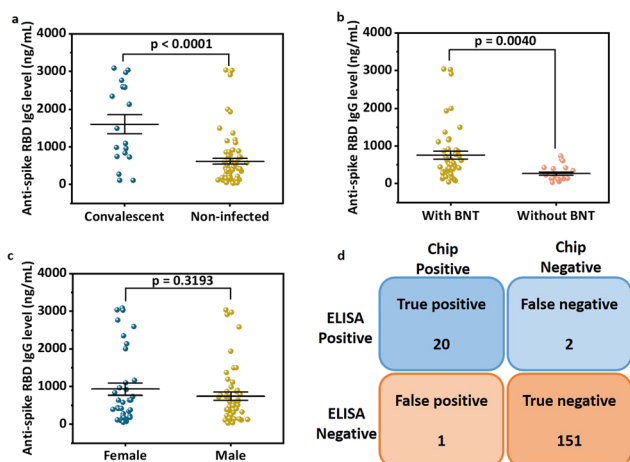 a
p < 0.0001
Anti-spike RBD IgG level (ng/mL)
4000
3000
2000
1000
0
Convalescent Non-infected
b
p = 0.0040
Anti-spike RBD IgG level (ng/mL)
4000
3000
2000
1000
0
With BNT Without BNT
c
p = 0.3193
Anti-spike RBD IgG level (ng/mL)
4000
3000
2000
1000
0
Female Male
d
Chip
Positive
Chip
Negative
ELISA
Positive
True positive
20
False negative
2
ELISA
Negative
False positive
1
True negative
151